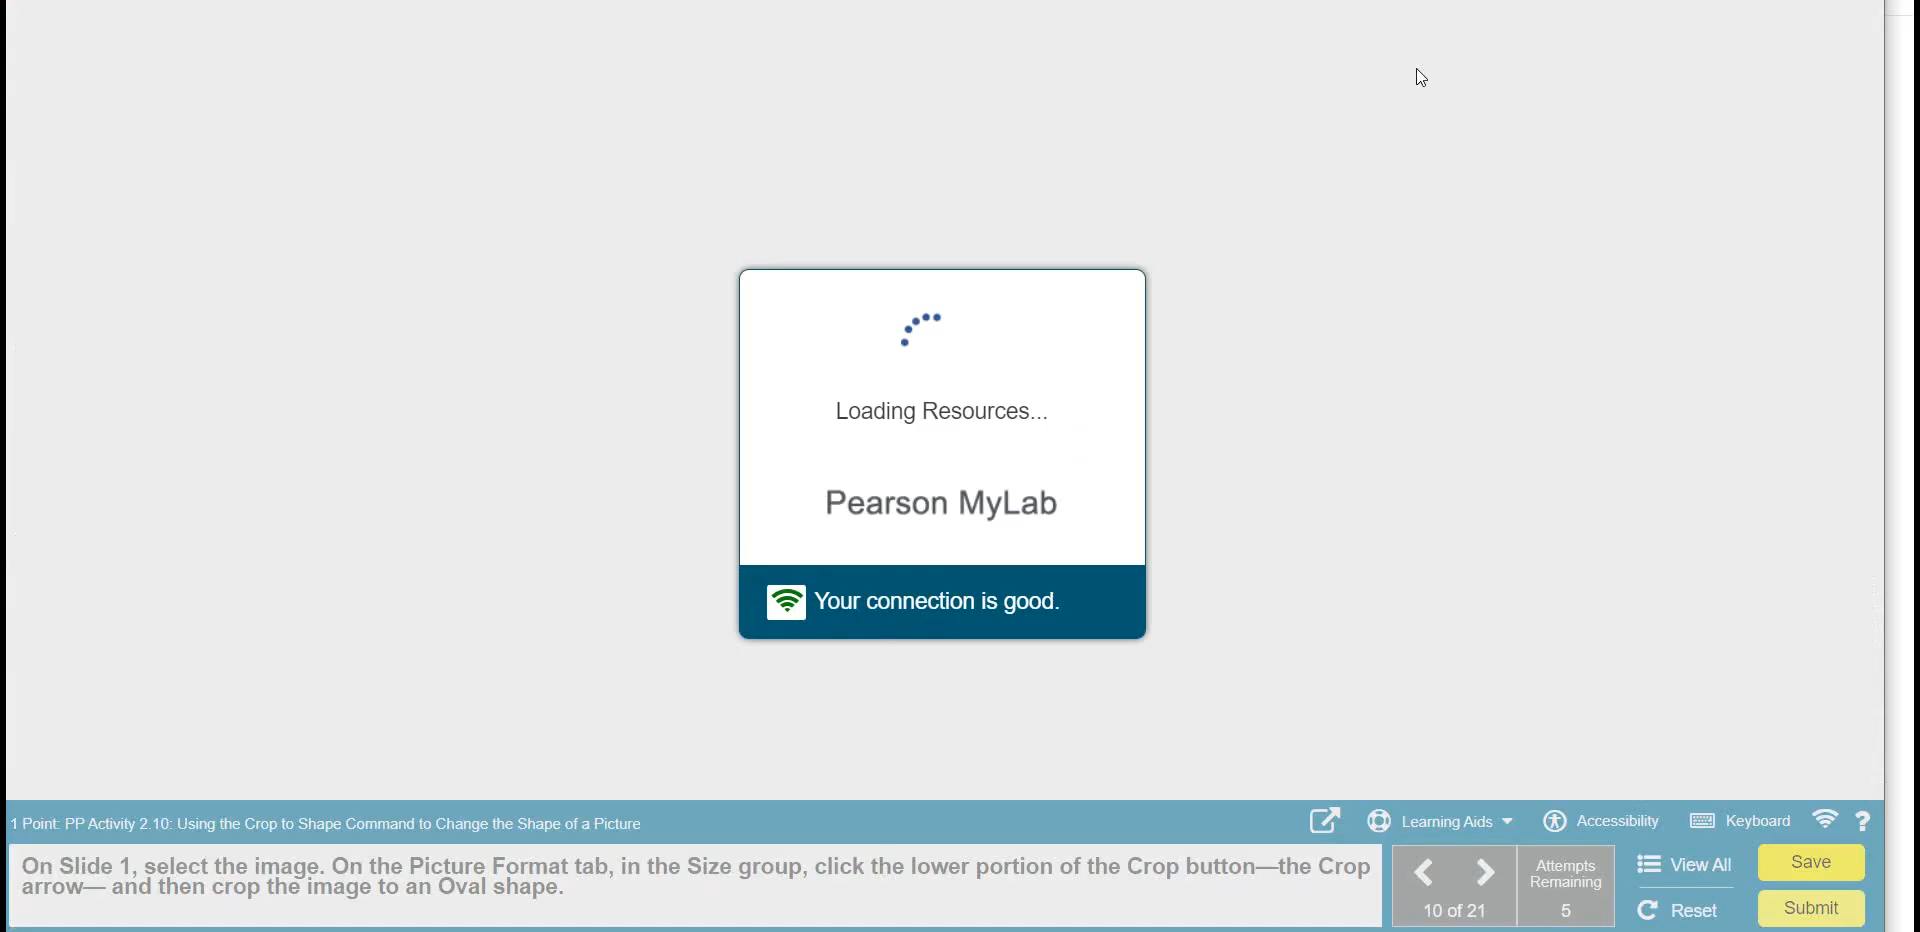 Loading Resources...
Pearson MyLab
Your connection is good.
1 Point: PP Activity 2.10: Using the Crop to Shape Command to Change the Shape of a Picture
Learning Aids
Accessibility
Keyboard
?
On Slide 1, select the image. On the Picture Format tab, in the Size group, click the lower portion of the Crop button—the Crop
arrow— and then crop the image to an Oval shape.
10 of 21
Attempts
Remaining
5
View All
Reset
Save
Submit